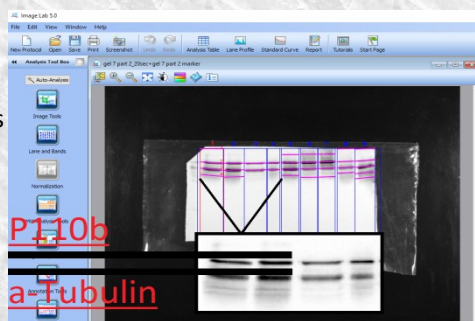 Image Lab 5.0
File Edit View Window Help
New Protocol Open Save Print Screenshot Undo Redo Analysis Table Lane Profile Standard Curve Report Tutorials Start Page
Analysis Tool Box
gel 7 part 2_20sec+gel 7 part 2 marker
Auto-Analysis
s
Image Tools
Lane and Bands
Normalization
P110b
a-Tubulin